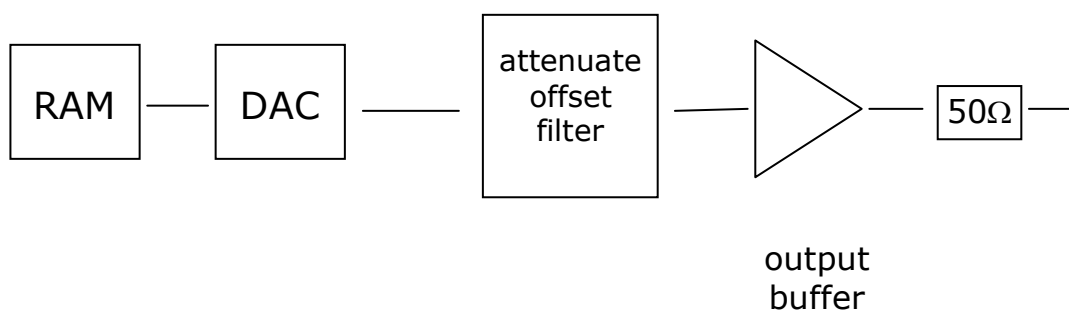 RAM
DAC
attenuate
offset
filter
50Ω
output
buffer